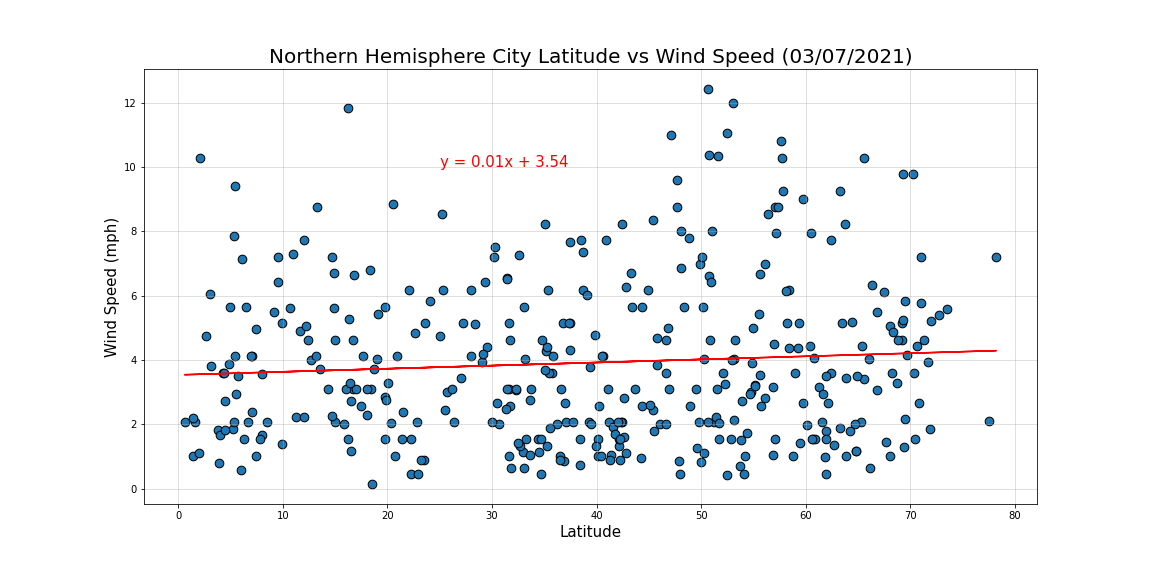 Northern Hemisphere City Latitude vs Wind Speed (03/07/2021)
Wind Speed (mph)
12
10
8
6
4
2
0
y = 0.01x + 3.54
0 10 20 30 40 50 60 70 80
Latitude